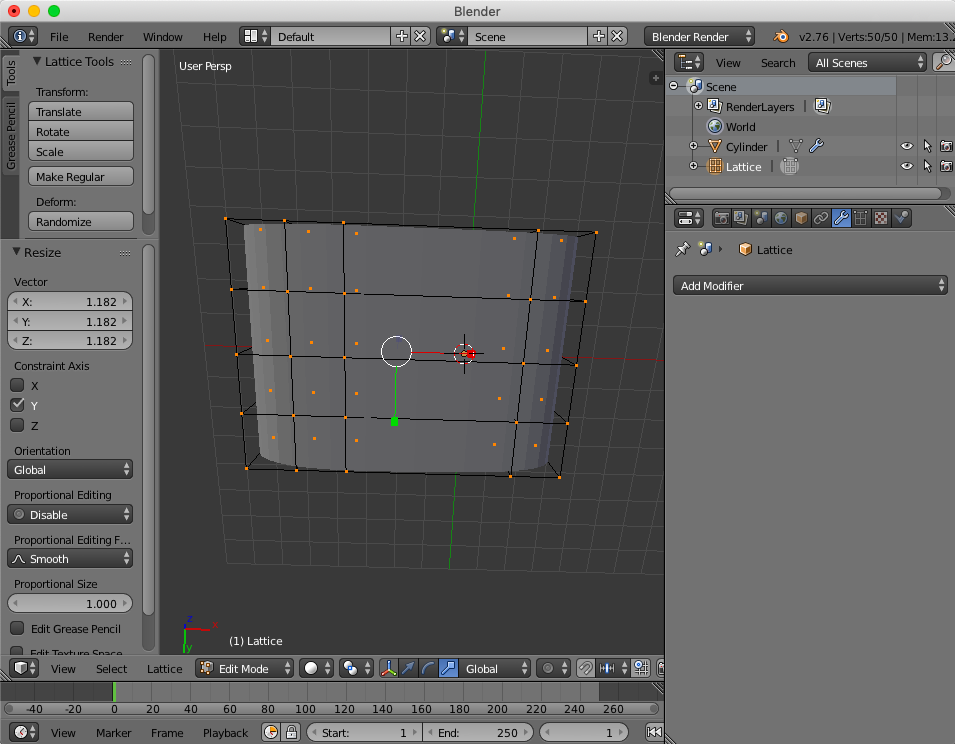 Blender
File Render Window Help Default Scene Blender Render v2.76 | Verts:50/50 | Mem:13.
Tools
Grease Pencil
Lattice Tools
Transform:
Translate
Rotate
Scale
Make Regular
Deform:
Randomize
Resize
Vector
X: 1.182
Y: 1.182
Z: 1.182
Constraint Axis
X
Y
Z
Orientation
Global
Proportional Editing
Disable
Proportional Editing F...
Smooth
Proportional Size
1.000
Edit Grease Pencil
Edit Texture Space
User Persp
z
x
y
(1) Lattice
View Select Lattice Edit Mode Global
-40 -20 0 20 40 60 80 100 120 140 160 180 200 220 240 260
View Marker Frame Playback Start: 1 End: 250 1
View Search All Scenes
Scene
RenderLayers |
World
Cylinder |
Lattice |
Lattice
Add Modifier